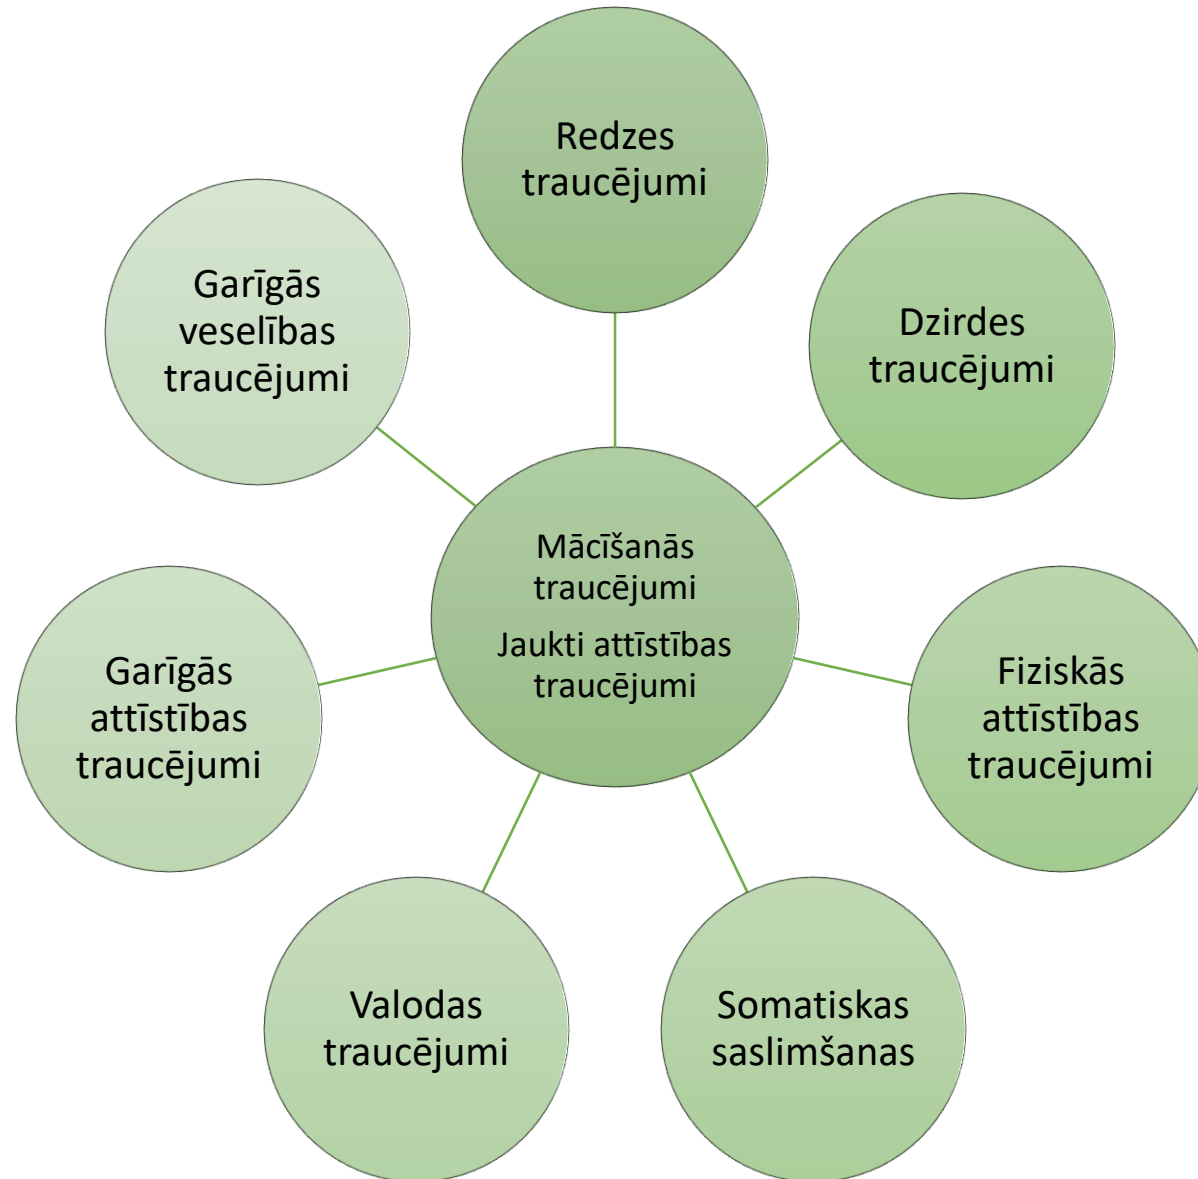 Redzes
traucējumi
Dzirdes
traucējumi
Fiziskās
attīstības
traucējumi
Somatiskas
saslimšanas
Valodas
traucējumi
Garīgās
attīstības
traucējumi
Garīgās
veselības
traucējumi
Mācīšanās
traucējumi
Jaukti attīstības
traucējumi